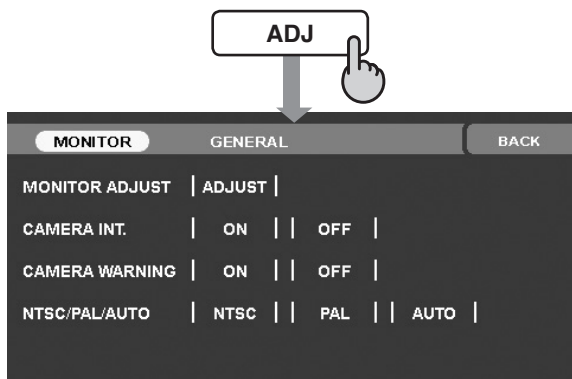 ADJ
MONITOR GENERAL BACK
MONITOR ADJUST | ADJUST |
CAMERA INT. | ON | | OFF |
CAMERA WARNING | ON | | OFF |
NTSC/PAL/AUTO | NTSC | | PAL | | AUTO |